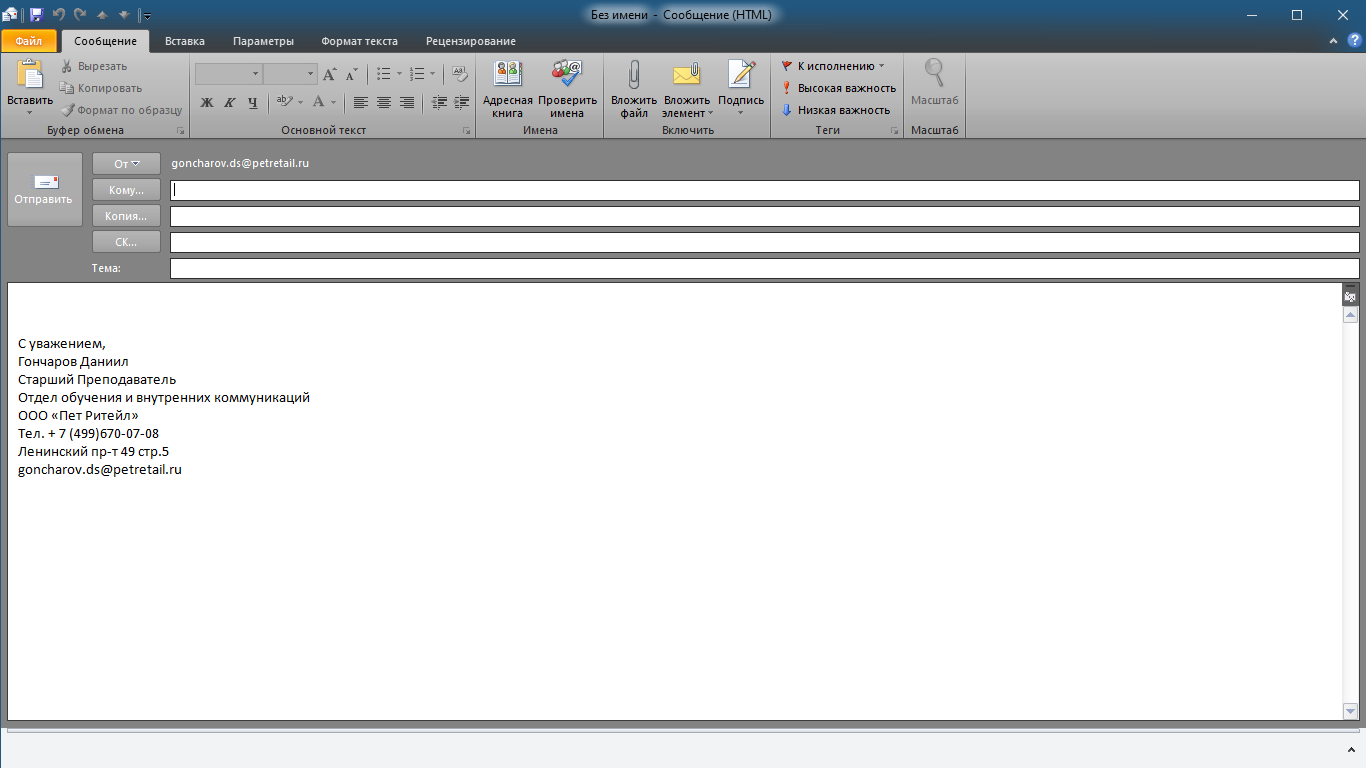 Без имени - Сообщение (HTML)
Файл Сообщение Вставка Параметры Формат текста Рецензирование
Вставить
Вырезать
Копировать
Формат по образцу
Буфер обмена
Ж К Ч
Основной текст
Адресная книга
Проверить имена
Имена
Вложить файл
Вложить элемент
Подпись
Включить
К исполнению
Высокая важность
Низкая важность
Теги
Масштаб
Масштаб
Отправить
От
goncharov.ds@petretail.ru
Кому...
Копия...
СК...
Тема:
С уважением,
Гончаров Даниил
Старший Преподаватель
Отдел обучения и внутренних коммуникаций
ООО «Пет Ритейл»
Тел. + 7 (499)670-07-08
Ленинский пр-т 49 стр.5
goncharov.ds@petretail.ru